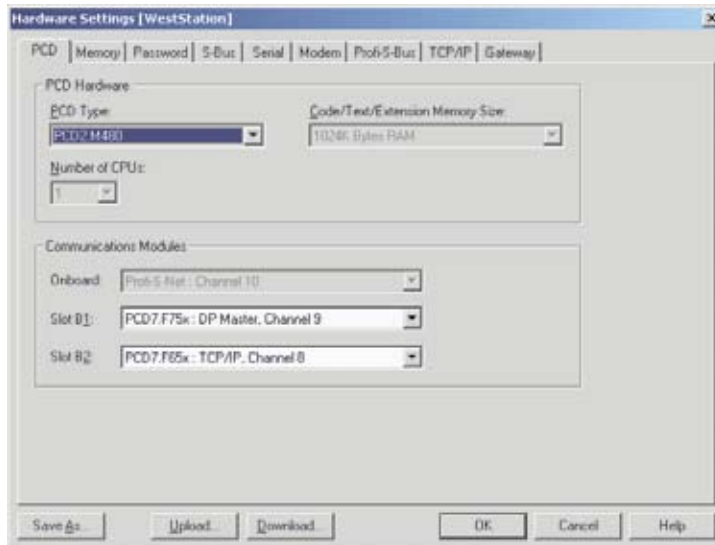 Hardware Settings [WestStation]
PCD Memory Password S-Bus Serial Modem Profi-S-Bus TCP/IP Gateway
PCD Hardware
PCD Type: Code/Text/Extension Memory Size:
PCD2.M480 1024K Bytes RAM
Number of CPUs:
1
Communications Modules
Onboard: Profi-S-Net : Channel 10
Slot B1: PCD7.F75x : DP Master, Channel 9
Slot B2: PCD7.F65x : TCP/IP, Channel 8
Save As... Upload... Download... OK Cancel Help